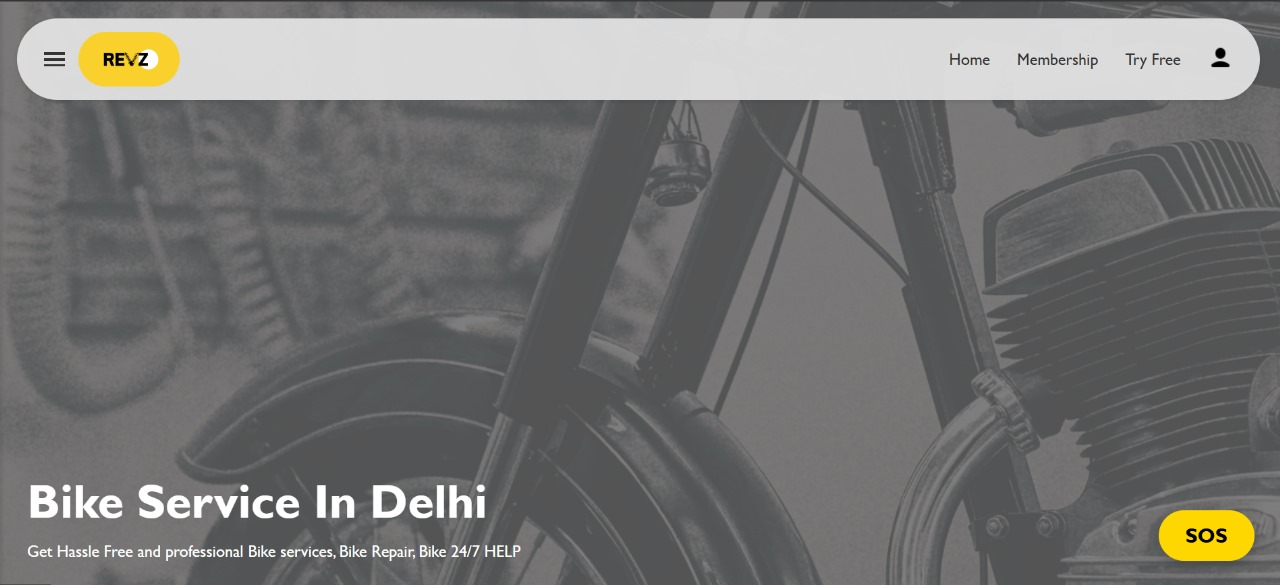 REVZ
Home
Membership
Try Free
Bike Service In Delhi
Get Hassle Free and professional Bike services, Bike Repair, Bike 24/7 HELP
SOS